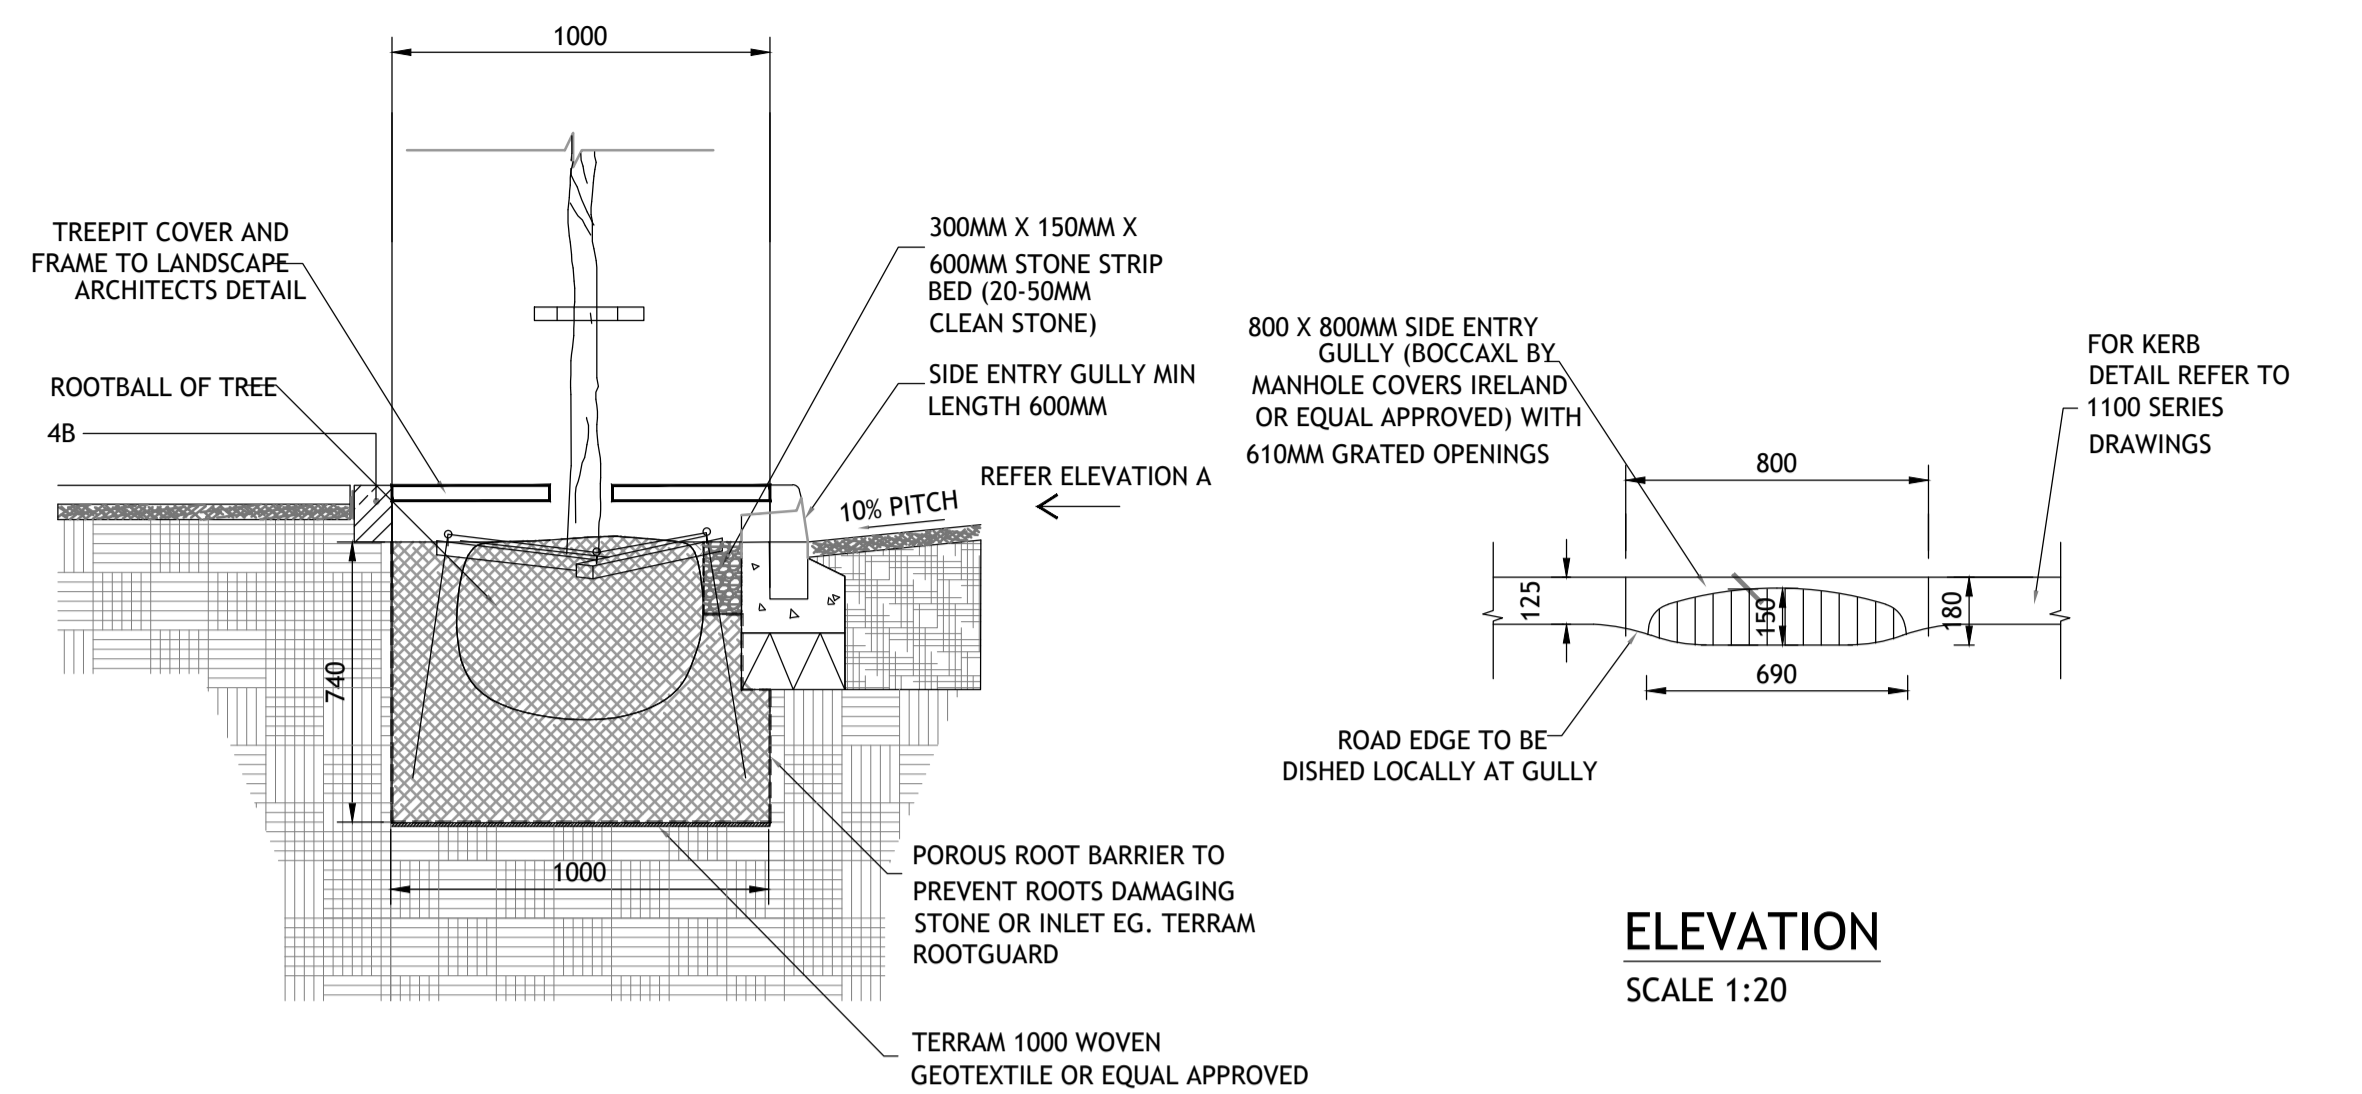 1000
TREEPIT COVER AND
FRAME TO LANDSCAPE
ARCHITECTS DETAIL
ROOTBALL OF TREE
4B
300MM X 150MM X
600MM STONE STRIP
BED (20-50MM
CLEAN STONE)
SIDE ENTRY GULLY MIN
LENGTH 600MM
REFER ELEVATION A
10% PITCH
740
1000
POROUS ROOT BARRIER TO
PREVENT ROOTS DAMAGING
STONE OR INLET EG. TERRAM
ROOTGUARD
TERRAM 1000 WOVEN
GEOTEXTILE OR EQUAL APPROVED
800 X 800MM SIDE ENTRY
GULLY (BOCCAXL BY
MANHOLE COVERS IRELAND
OR EQUAL APPROVED) WITH
610MM GRATED OPENINGS
FOR KERB
DETAIL REFER TO
1100 SERIES
DRAWINGS
800
125
150
180
690
ROAD EDGE TO BE
DISHED LOCALLY AT GULLY
ELEVATION
SCALE 1:20